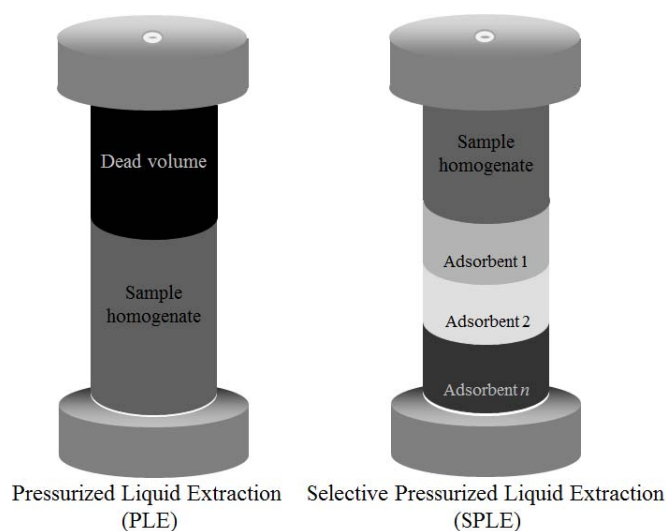 Dead volume
Sample
homogenate
Pressurized Liquid Extraction
(PLE)
Sample
homogenate
Adsorbent 1
Adsorbent 2
Adsorbent n
Selective Pressurized Liquid Extraction
(SPLE)